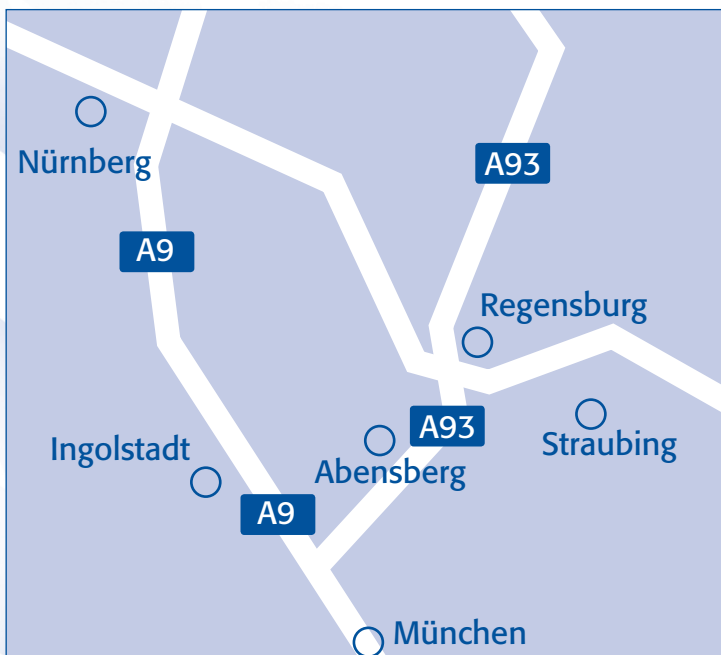 Nürnberg
A93
A9
Regensburg
A93
Ingolstadt
Abensberg
Straubing
A9
München